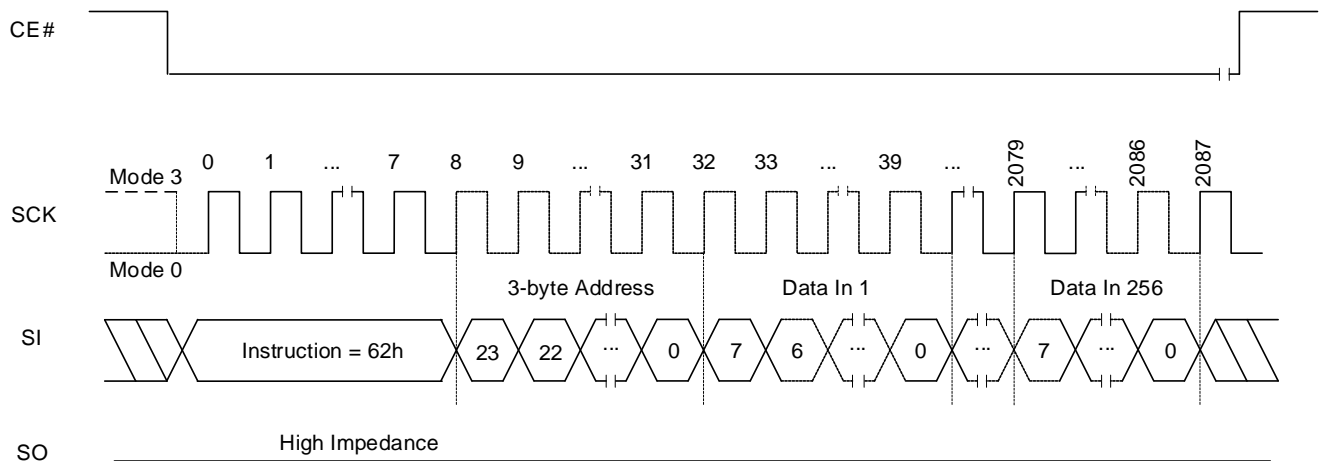 CE#
0 1 ... 7 8 9 ... 31 32 33 ... 39 ... 2079 ... 2086 2087
Mode 3
SCK
Mode 0
3-byte Address Data In 1 Data In 256
SI Instruction = 62h 23 22 ... 0 7 6 ... 0 ... 7 ... 0
High Impedance
SO